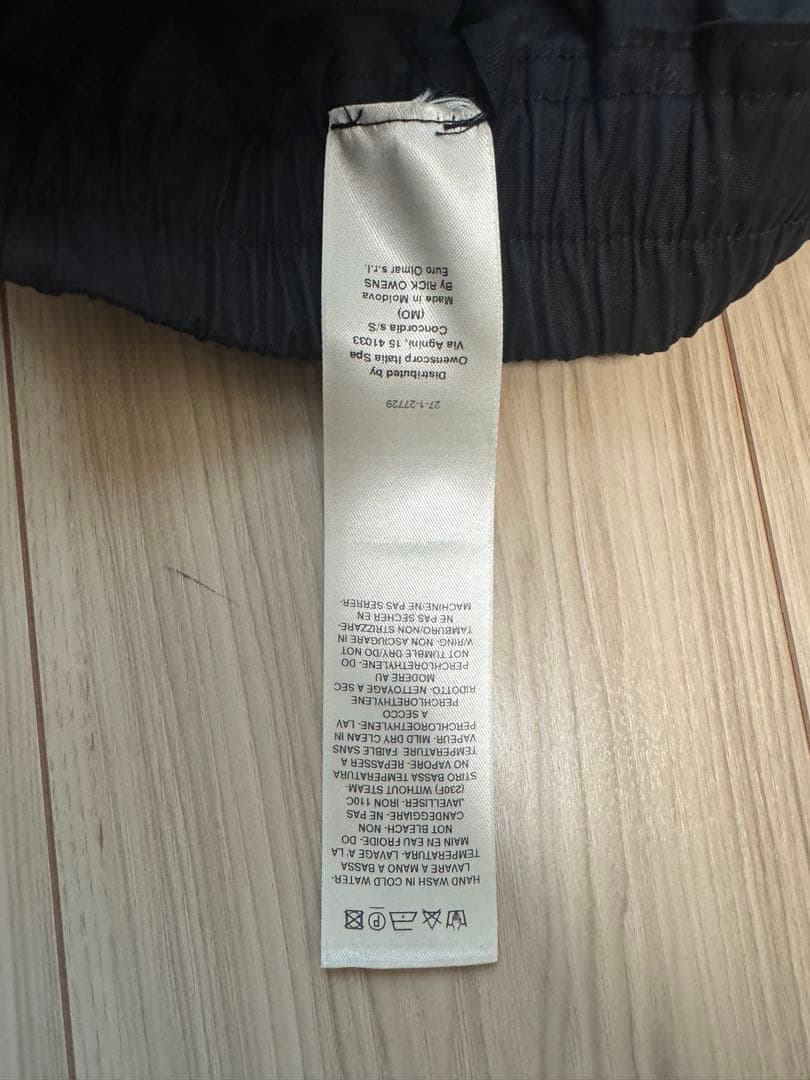 P
HAND WASH IN COLD WATER-
LAVARE A MANO A BASSA
TEMPERATURA- LAVAGE A' LA
MAIN EN EAU FROIDE- DO
NOT BLEACH- NON
CANDEGGIARE- NE PAS
JAVELLISER- IRON 110C
(230F) WITHOUT STEAM-
STIRO BASSA TEMPERATURA
NO VAPORE- REPASSER A
TEMPERATURE FAIBLE SANS
VAPEUR- MILD DRY CLEAN IN
PERCHLOROETHYLENE- LAV
A SECCO
PERCHLORETHYLENE
RIDOTTO- NETTOYAGE A SEC
MODERE AU
PERCHLORETHYLENE- DO
NOT TUMBLE DRY/DO NOT
WRING- NON ASCIUGARE IN
TAMBURO/NON STRIZZARE-
NE PAS SECHER EN
MACHINE/NE PAS SERRER-
27-1-27729
Distributed by
Owenscorp Italia Spa
Via Agnini, 15 41033
Concordia s/S
(MO)
Made in Moldova
By RICK OWENS
Euro Olmar s.r.l.